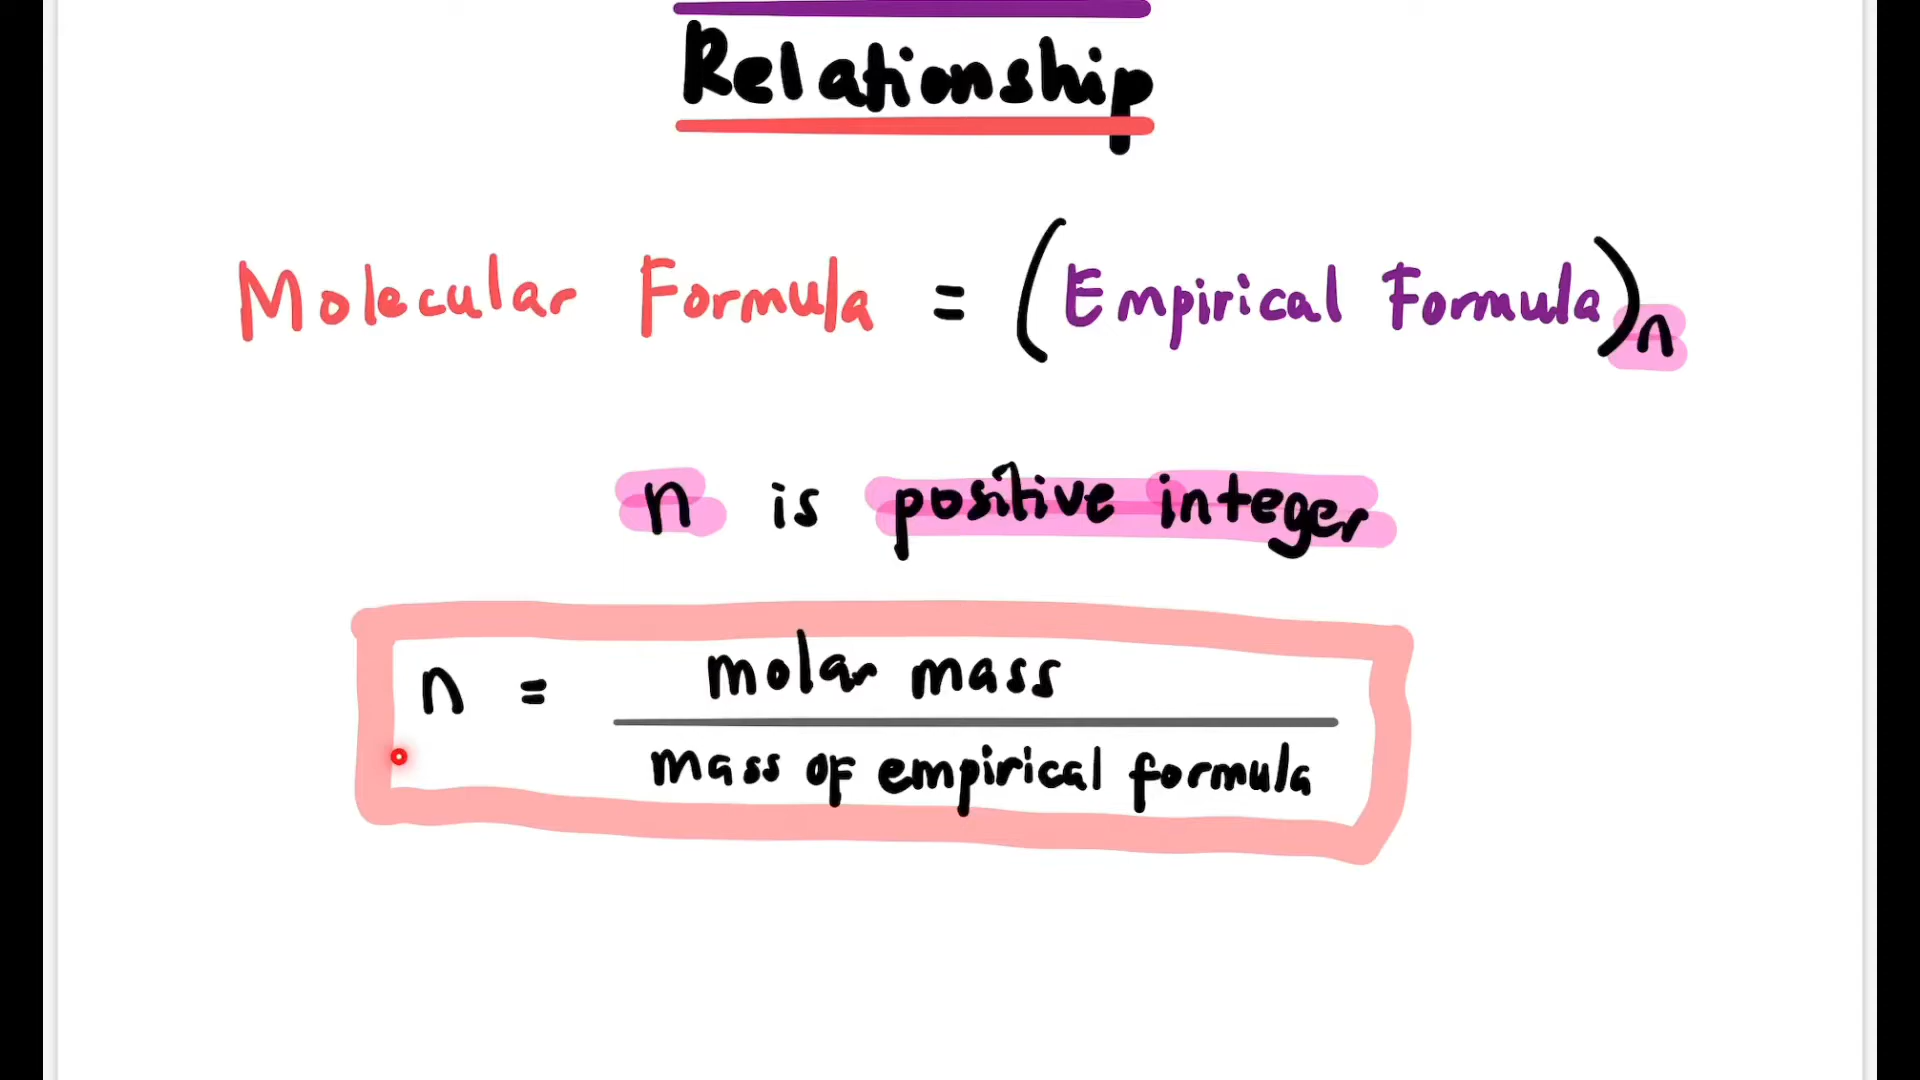 Relationship
Molecular Formula = (Empirical Formula)n
n is positive integer
n = molar mass
mass of empirical formula